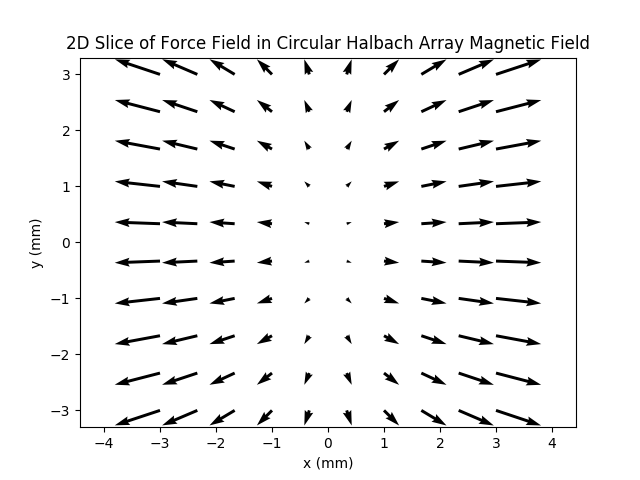 2D Slice of Force Field in Circular Halbach Array Magnetic Field
3
2
1
0
−1
−2
−3
y (mm)
−4 −3 −2 −1 0 1 2 3 4
x (mm)